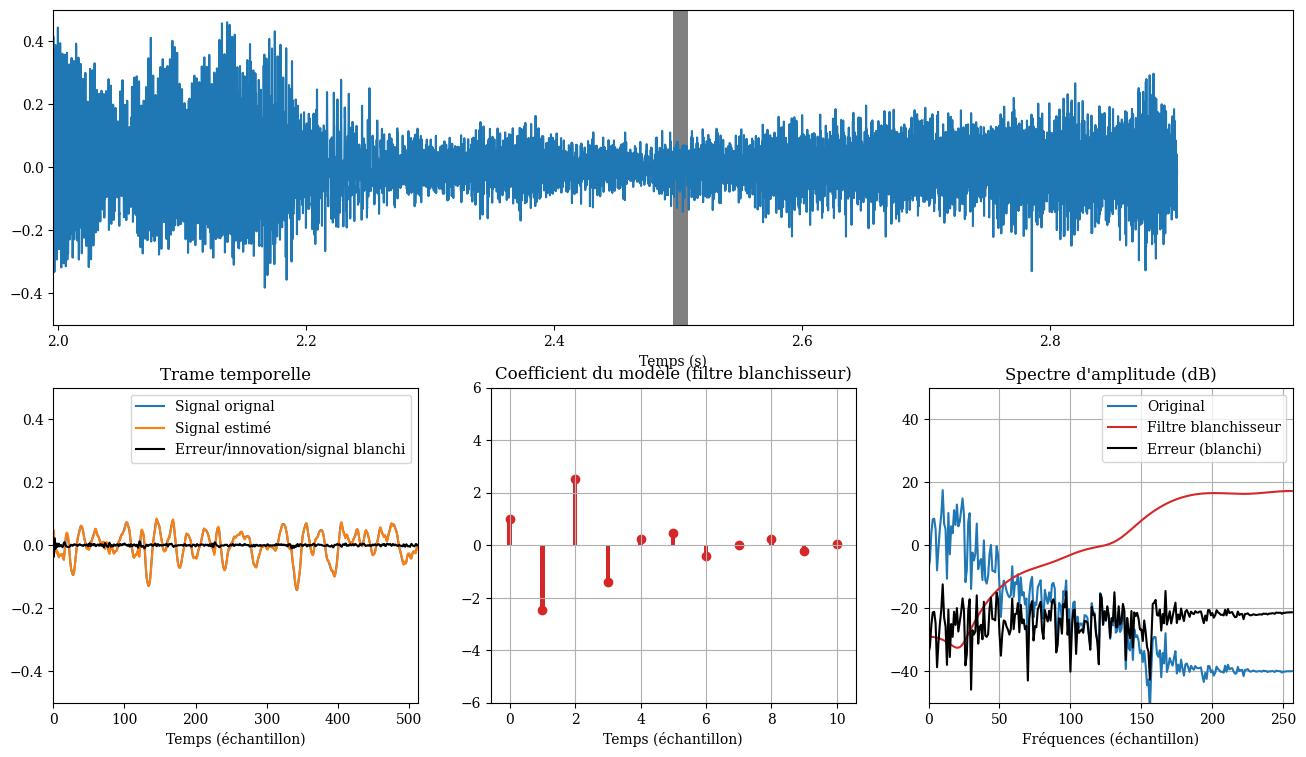 0.4
0.2
0.0
−0.2
−0.4
2.0 2.2 2.4 2.6 2.8
Temps (s)
Trame temporelle
Signal orignal
Signal estimé
Erreur/innovation/signal blanchi
0.4
0.2
0.0
−0.2
−0.4
0 100 200 300 400 500
Temps (échantillon)
Coefficient du modèle (filtre blanchisseur)
6
4
2
0
−2
−4
−6
0 2 4 6 8 10
Temps (échantillon)
Spectre d'amplitude (dB)
Original
Filtre blanchisseur
Erreur (blanchi)
40
20
0
−20
−40
0 50 100 150 200 250
Fréquences (échantillon)